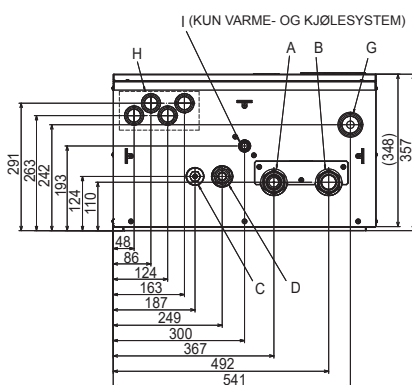 I (KUN VARME- OG KJØLESYSTEM)
H
A
B
G
291
263
242
193
124
110
(348)
357
48
86
124
163
187
249
300
367
492
541
C
D